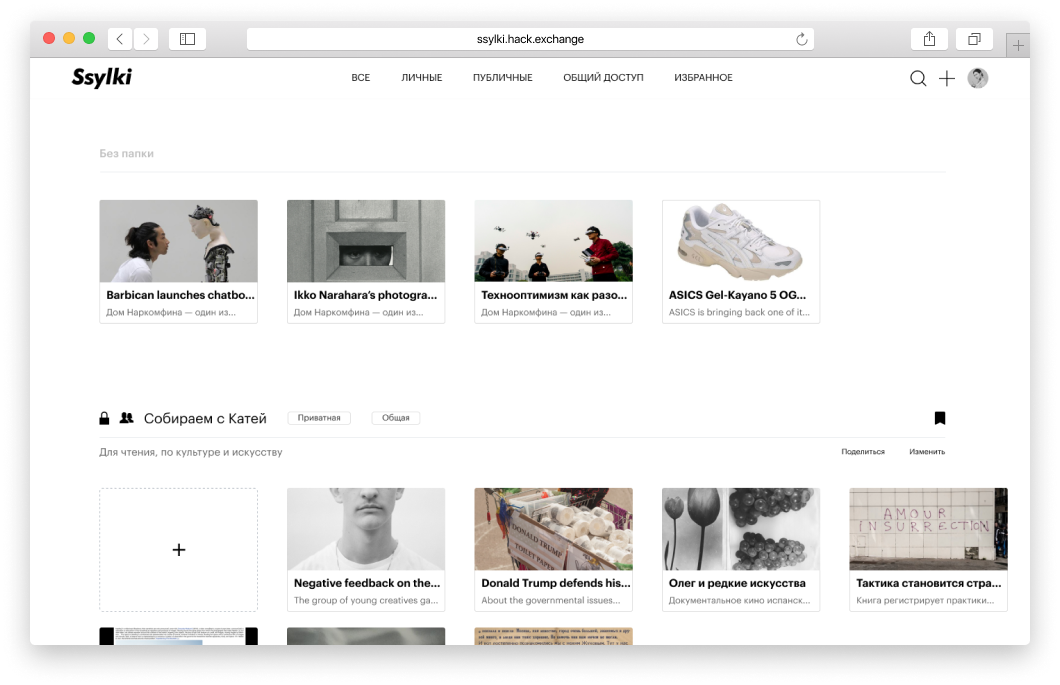 ssylki.hack.exchange
Ssylki
ВСЕ ЛИЧНЫЕ ПУБЛИЧНЫЕ ОБЩИЙ ДОСТУП ИЗБРАННОЕ
Без папки
Barbican launches chatbo...
Дом Наркомфина — один из...
Ikko Narahara’s photogra...
Дом Наркомфина — один из...
Технооптимизм как разо...
Дом Наркомфина — один из...
ASICS Gel-Kayano 5 OG...
ASICS is bringing back one of it...
Собираем с Катей Приватная Общая
Для чтения, по культуре и искусству Поделиться Изменить
+
Negative feedback on the...
The group of young creatives ga...
DONALD TRUMP
TOILET PAPER
Donald Trump defends his...
About the governmental issues...
Олег и редкие искусства
Документальное кино испанск...
AMOUR
INSURRECTION
Тактика становится стра...
Книга регистрирует практики...